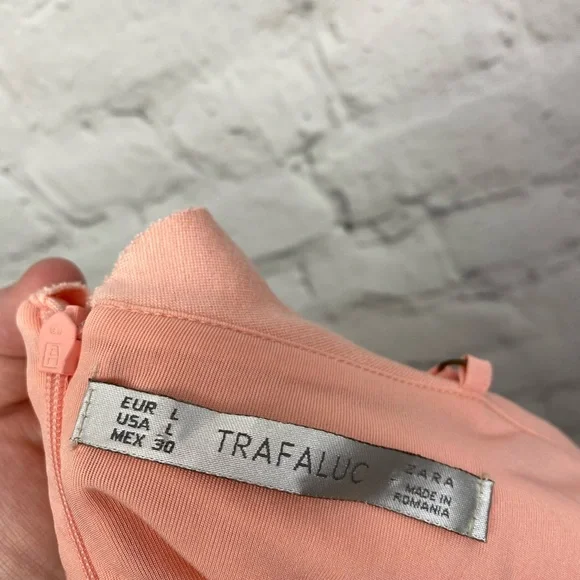 EUR L
USA L
MEX 30
TRAFALUC
ZARA
MADE IN
ROMANIA